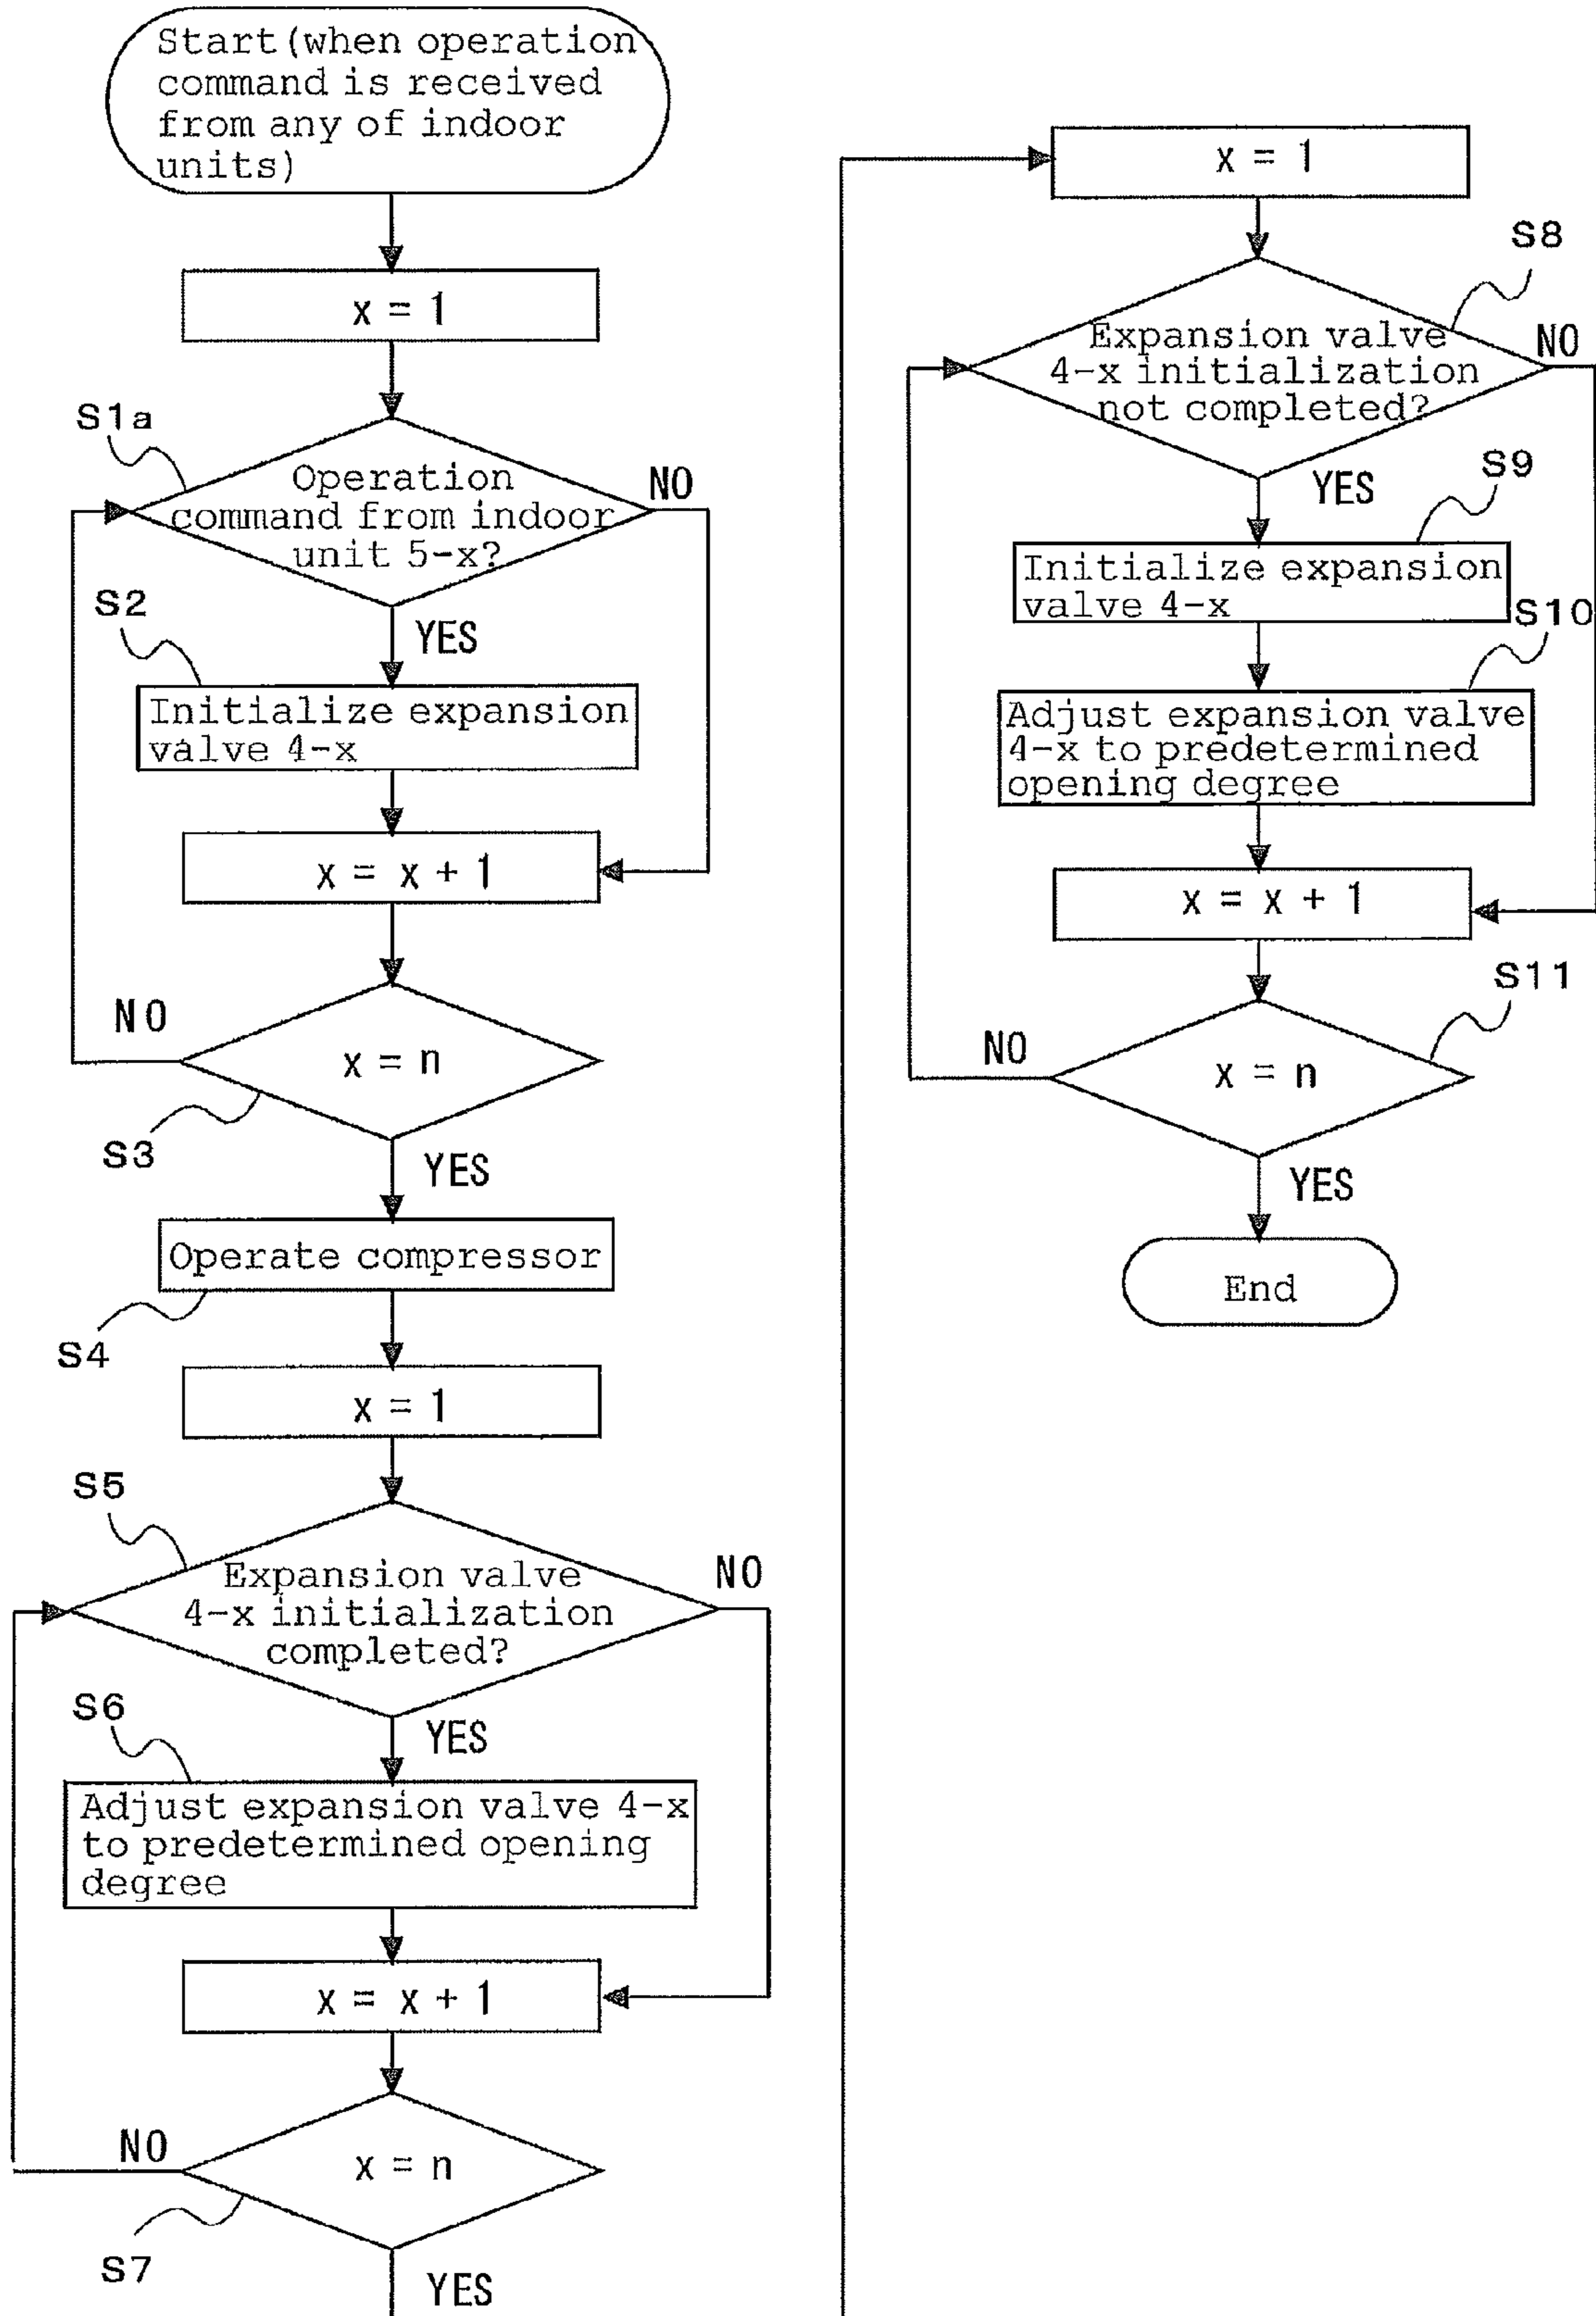 Start(when operation
command is received
from any of indoor
units)
x = 1
S1a
Operation
command from indoor
unit 5-x?
NO
YES
S2
Initialize expansion
valve 4-x
x = x + 1
NO
x = n
S3
YES
Operate compressor
S4
x = 1
S5
Expansion valve
4-x initialization
completed?
NO
YES
S6
Adjust expansion valve 4-x
to predetermined opening
degree
x = x + 1
NO
x = n
S7
YES
x = 1
S8
Expansion valve
4-x initialization
not completed?
NO
YES
S9
Initialize expansion
valve 4-x
S10
Adjust expansion valve
4-x to predetermined
opening degree
x = x + 1
S11
NO
x = n
YES
End